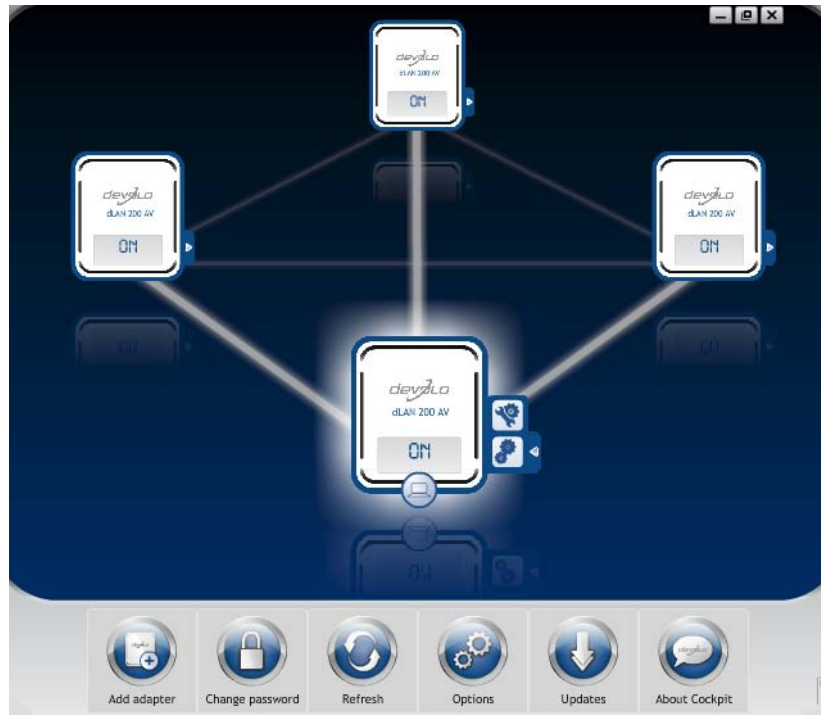 devolo
dLAN 200 AV
ON
devolo
dLAN 200 AV
ON
devolo
dLAN 200 AV
ON
devolo
dLAN 200 AV
ON
Add adapter
Change password
Refresh
Options
Updates
About Cockpit